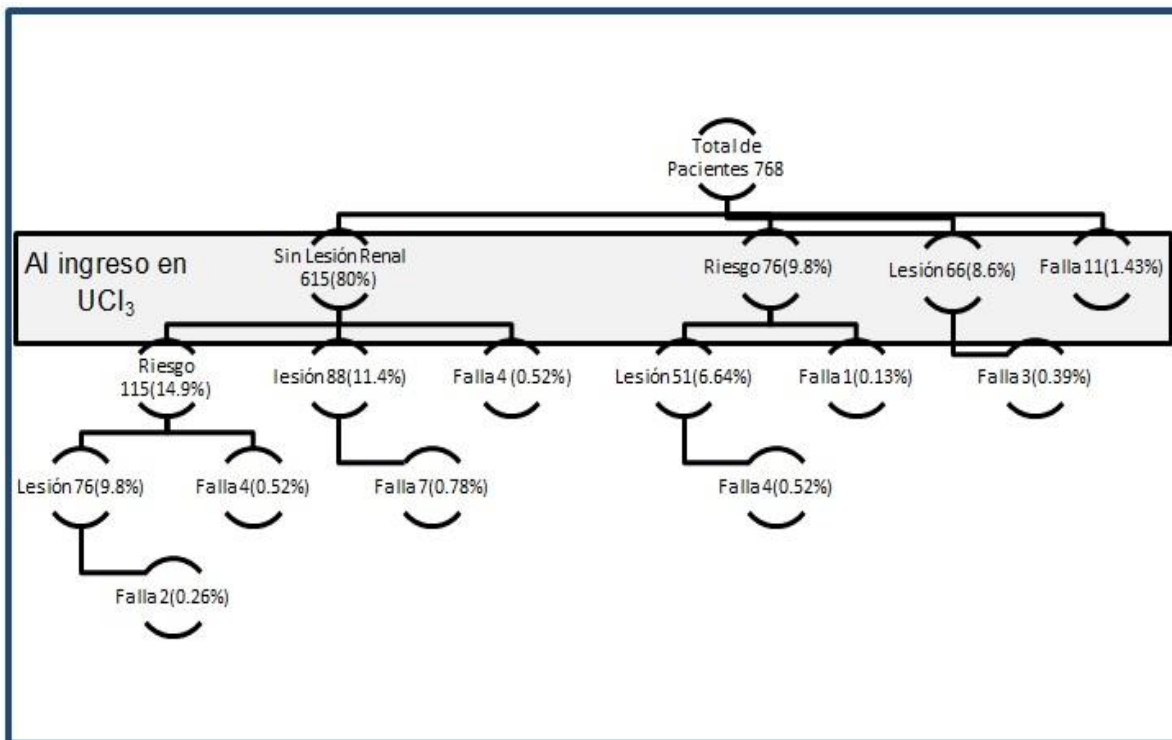 Total de
Pacientes 768
Al ingreso en
UCI₃
Sin Lesión Renal
615(80%)
Riesgo 76(9.8%)
Lesión 66(8.6%)
Falla 11(1.43%)
Riesgo
115(14.9%)
lesión 88(11.4%)
Falla 4 (0.52%)
Lesión 51(6.64%)
Falla 1(0.13%)
Falla 3(0.39%)
Lesión 76(9.8%)
Falla 4(0.52%)
Falla 7(0.78%)
Falla 4(0.52%)
Falla 2(0.26%)